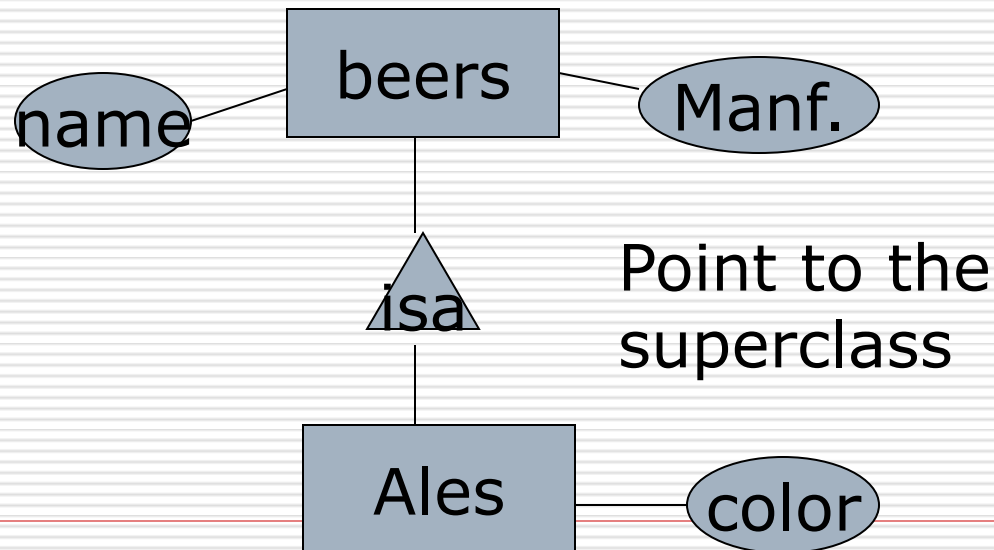 beers
name
Manf.
isa
Point to the
superclass
Ales
color